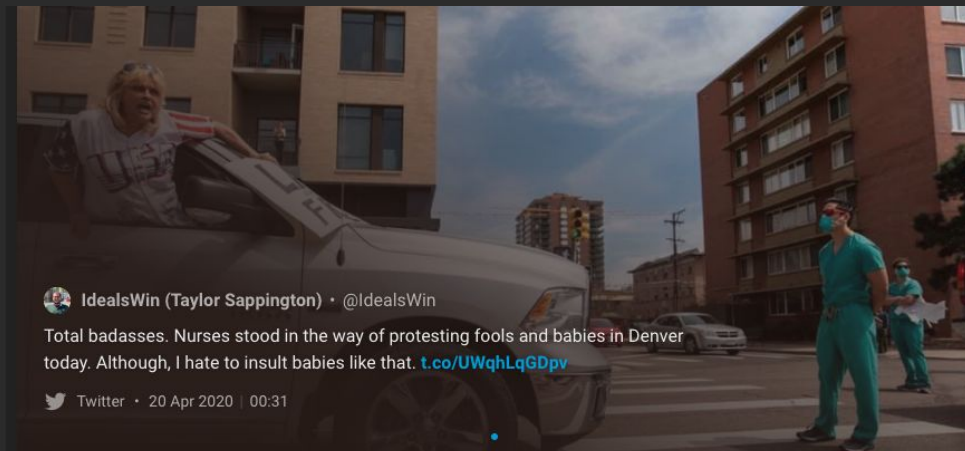 USA
IdealsWin (Taylor Sappington) • @IdealsWin
Total badasses. Nurses stood in the way of protesting fools and babies in Denver
today. Although, I hate to insult babies like that. t.co/UWqhLqGDpv
Twitter • 20 Apr 2020 | 00:31